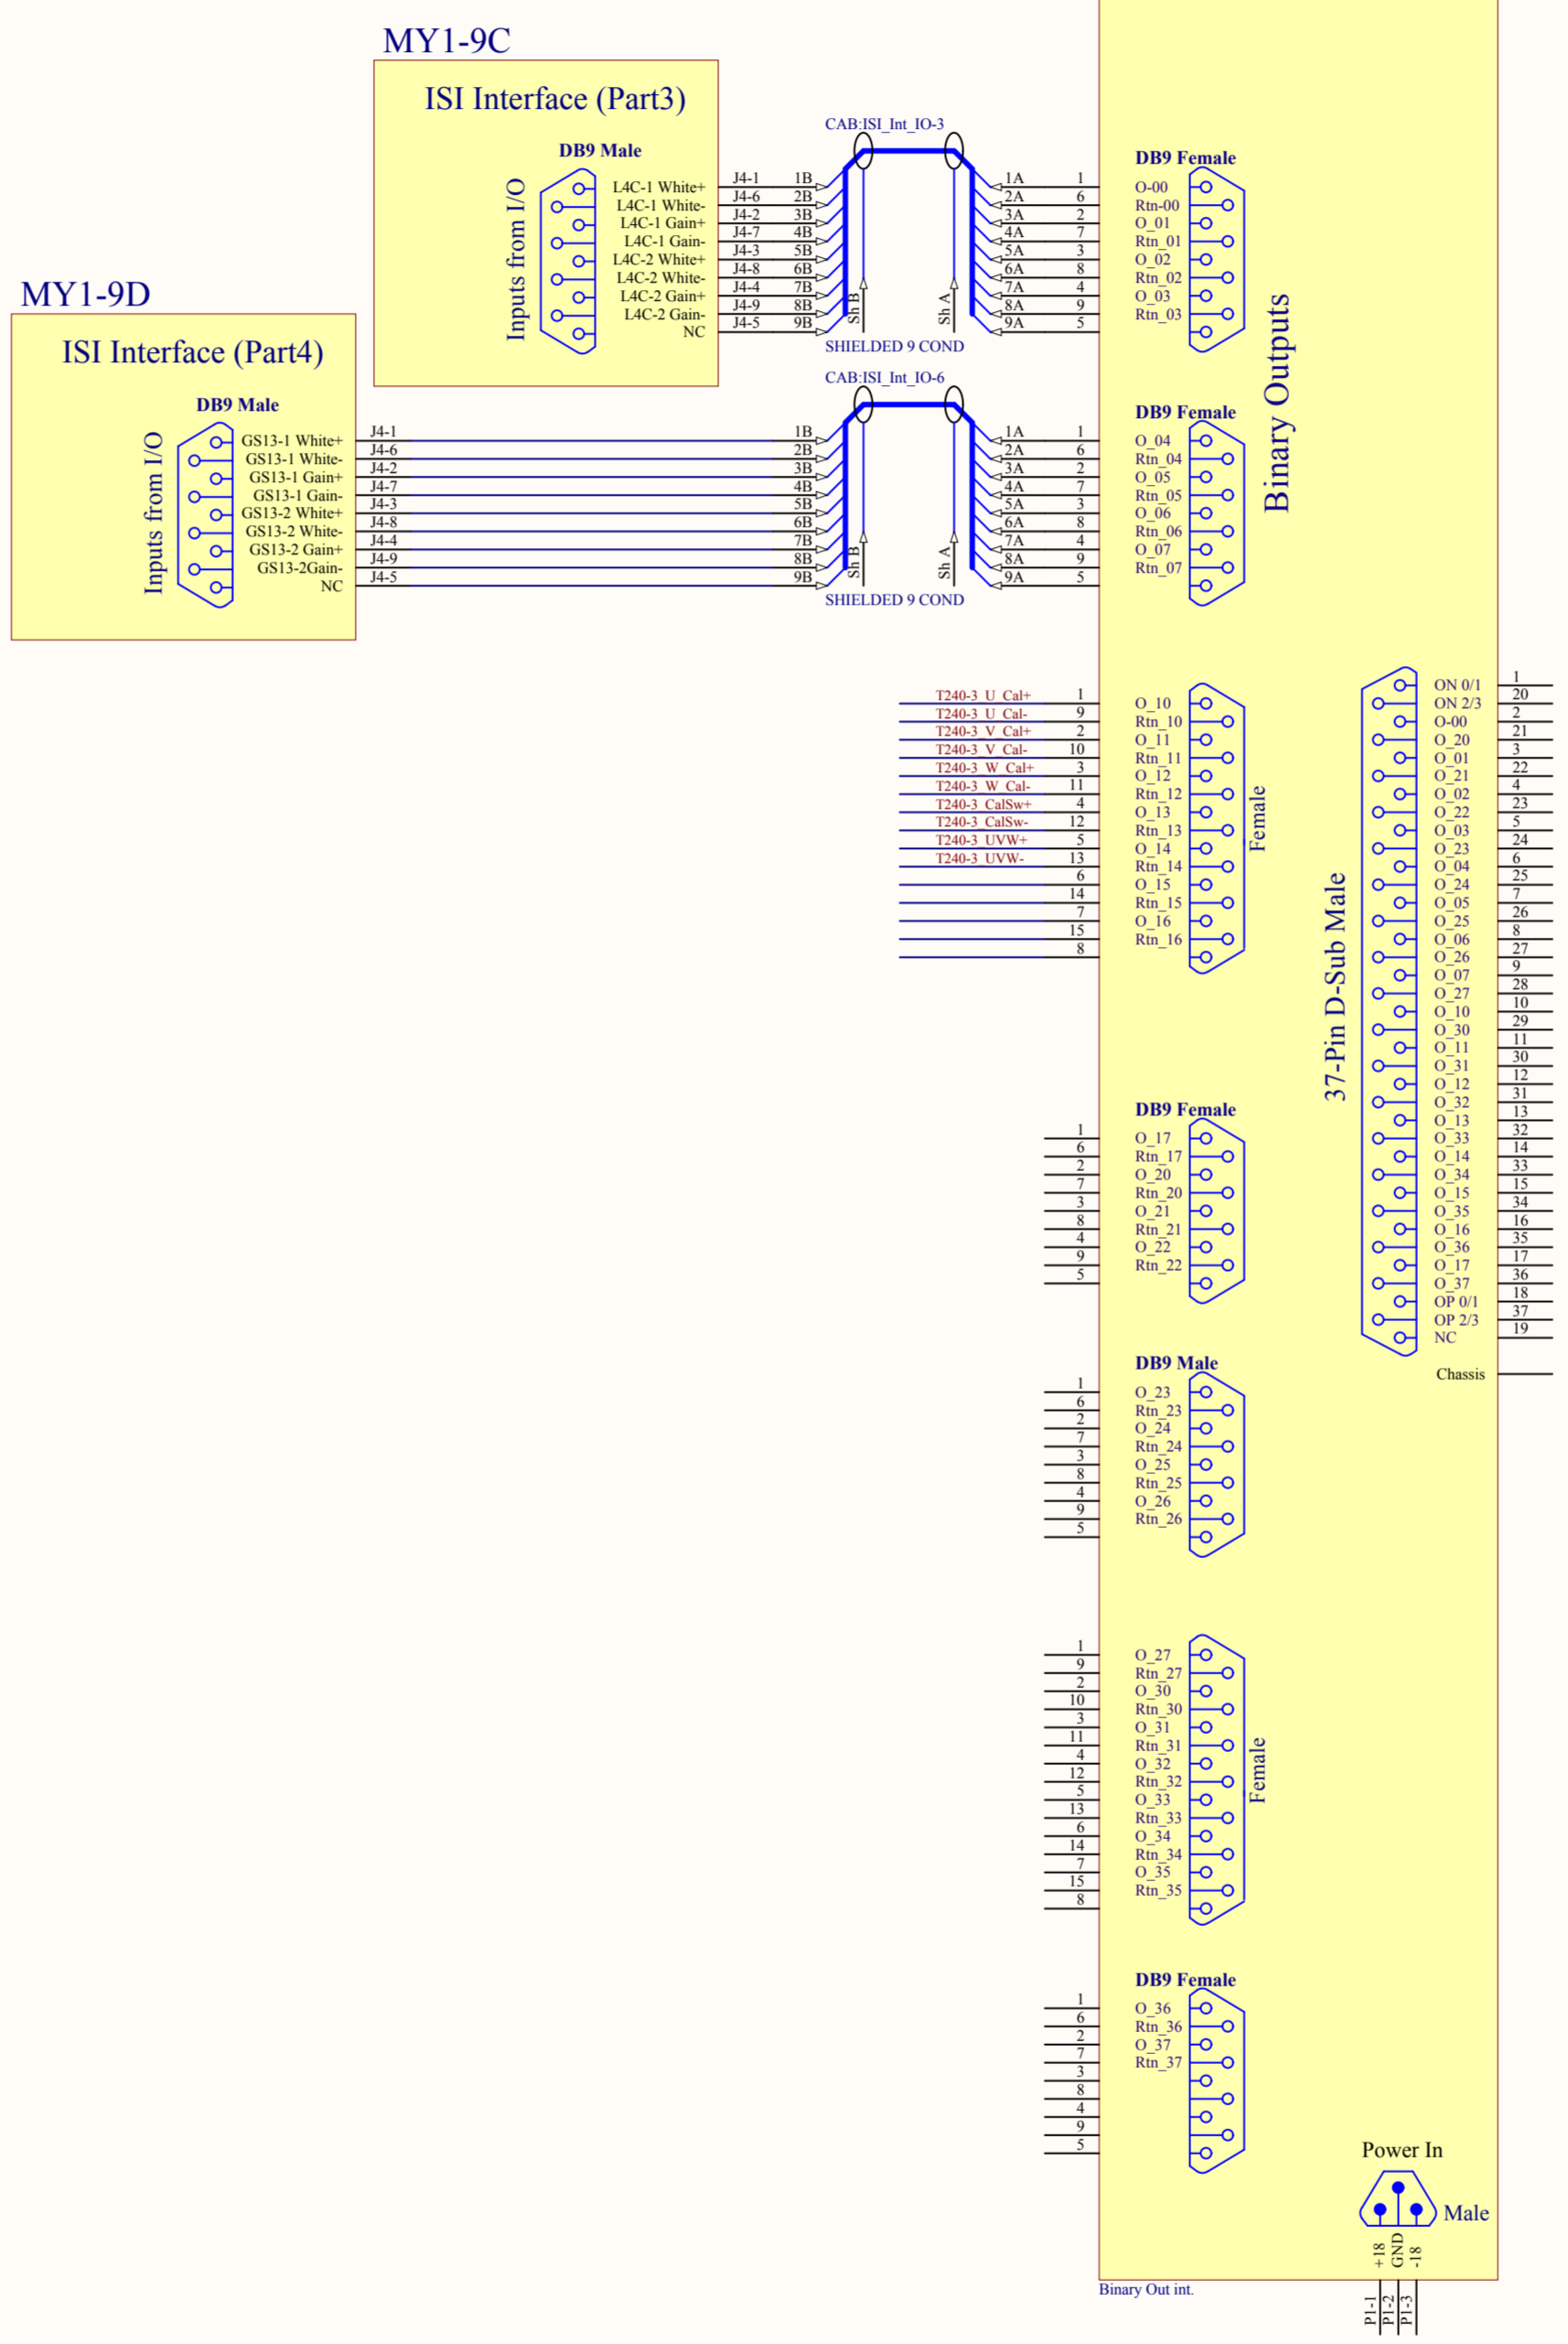 MY1-9C
ISI Interface (Part3)
DB9 Male
Inputs from I/O
L4C-1 White+ J4-1 1B
L4C-1 White- J4-6 2B
L4C-1 Gain+ J4-2 3B
L4C-1 Gain- J4-7 4B
L4C-2 White+ J4-3 5B
L4C-2 White- J4-8 6B
L4C-2 Gain+ J4-4 7B
L4C-2 Gain- J4-9 8B
NC J4-5 9B
CAB:ISI_Int_IO-3
Sh B
Sh A
SHIELDED 9 COND
DB9 Female
1A 1 O-00
2A 6 Rtn-00
3A 2 O_01
4A 7 Rtn_01
5A 3 O_02
6A 8 Rtn_02
7A 4 O_03
8A 9 Rtn_03
9A 5
Binary Outputs
MY1-9D
ISI Interface (Part4)
DB9 Male
Inputs from I/O
GS13-1 White+ J4-1 1B
GS13-1 White- J4-6 2B
GS13-1 Gain+ J4-2 3B
GS13-1 Gain- J4-7 4B
GS13-2 White+ J4-3 5B
GS13-2 White- J4-8 6B
GS13-2 Gain+ J4-4 7B
GS13-2Gain- J4-9 8B
NC J4-5 9B
CAB:ISI_Int_IO-6
Sh B
Sh A
SHIELDED 9 COND
DB9 Female
1A 1 O_04
2A 6 Rtn_04
3A 2 O_05
4A 7 Rtn_05
5A 3 O_06
6A 8 Rtn_06
7A 4 O_07
8A 9 Rtn_07
9A 5
T240-3_U_Cal+ 1 O_10
T240-3_U_Cal- 9 Rtn_10
T240-3_V_Cal+ 2 O_11
T240-3_V_Cal- 10 Rtn_11
T240-3_W_Cal+ 3 O_12
T240-3_W_Cal- 11 Rtn_12
T240-3_CalSw+ 4 O_13
T240-3_CalSw- 12 Rtn_13
T240-3_UVW+ 5 O_14
T240-3_UVW- 13 Rtn_14
6 O_15
14 Rtn_15
7 O_16
15 Rtn_16
8
Female
DB9 Female
1 O_17
6 Rtn_17
2 O_20
7 Rtn_20
3 O_21
8 Rtn_21
4 O_22
9 Rtn_22
5
DB9 Male
1 O_23
6 Rtn_23
2 O_24
7 Rtn_24
3 O_25
8 Rtn_25
4 O_26
9 Rtn_26
5
1 O_27
9 Rtn_27
2 O_30
10 Rtn_30
3 O_31
11 Rtn_31
4 O_32
12 Rtn_32
5 O_33
13 Rtn_33
6 O_34
14 Rtn_34
7 O_35
15 Rtn_35
8
Female
DB9 Female
1 O_36
6 Rtn_36
2 O_37
7 Rtn_37
3
8
4
9
5
37-Pin D-Sub Male
ON 0/1 1
ON 2/3 20
O-00 2
O_20 21
O_01 3
O_21 22
O_02 4
O_22 23
O_03 5
O_23 24
O_04 6
O_24 25
O_05 7
O_25 26
O_06 8
O_26 27
O_07 9
O_27 28
O_10 10
O_30 29
O_11 11
O_31 30
O_12 12
O_32 31
O_13 13
O_33 32
O_14 14
O_34 33
O_15 15
O_35 34
O_16 16
O_36 35
O_17 17
O_37 36
OP 0/1 18
OP 2/3 37
NC 19
Chassis
Power In
Male
+18
GND
-18
P1-1
P1-2
P1-3
Binary Out int.